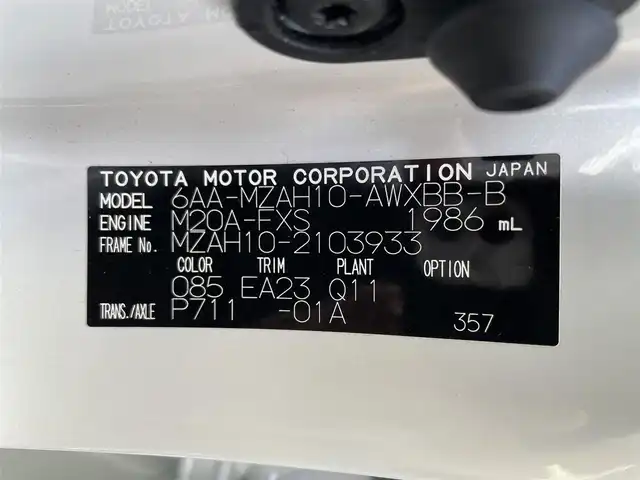 TOYOTA MOTOR CORPORATION JAPAN
MODEL 6AA-MZAH10-AWXBB-B
ENGINE M20A-FXS 1986 mL
FRAME No. MZAH10-2103933
COLOR TRIM PLANT OPTION
085 EA23 Q11
TRANS./AXLE P711 -01A 357